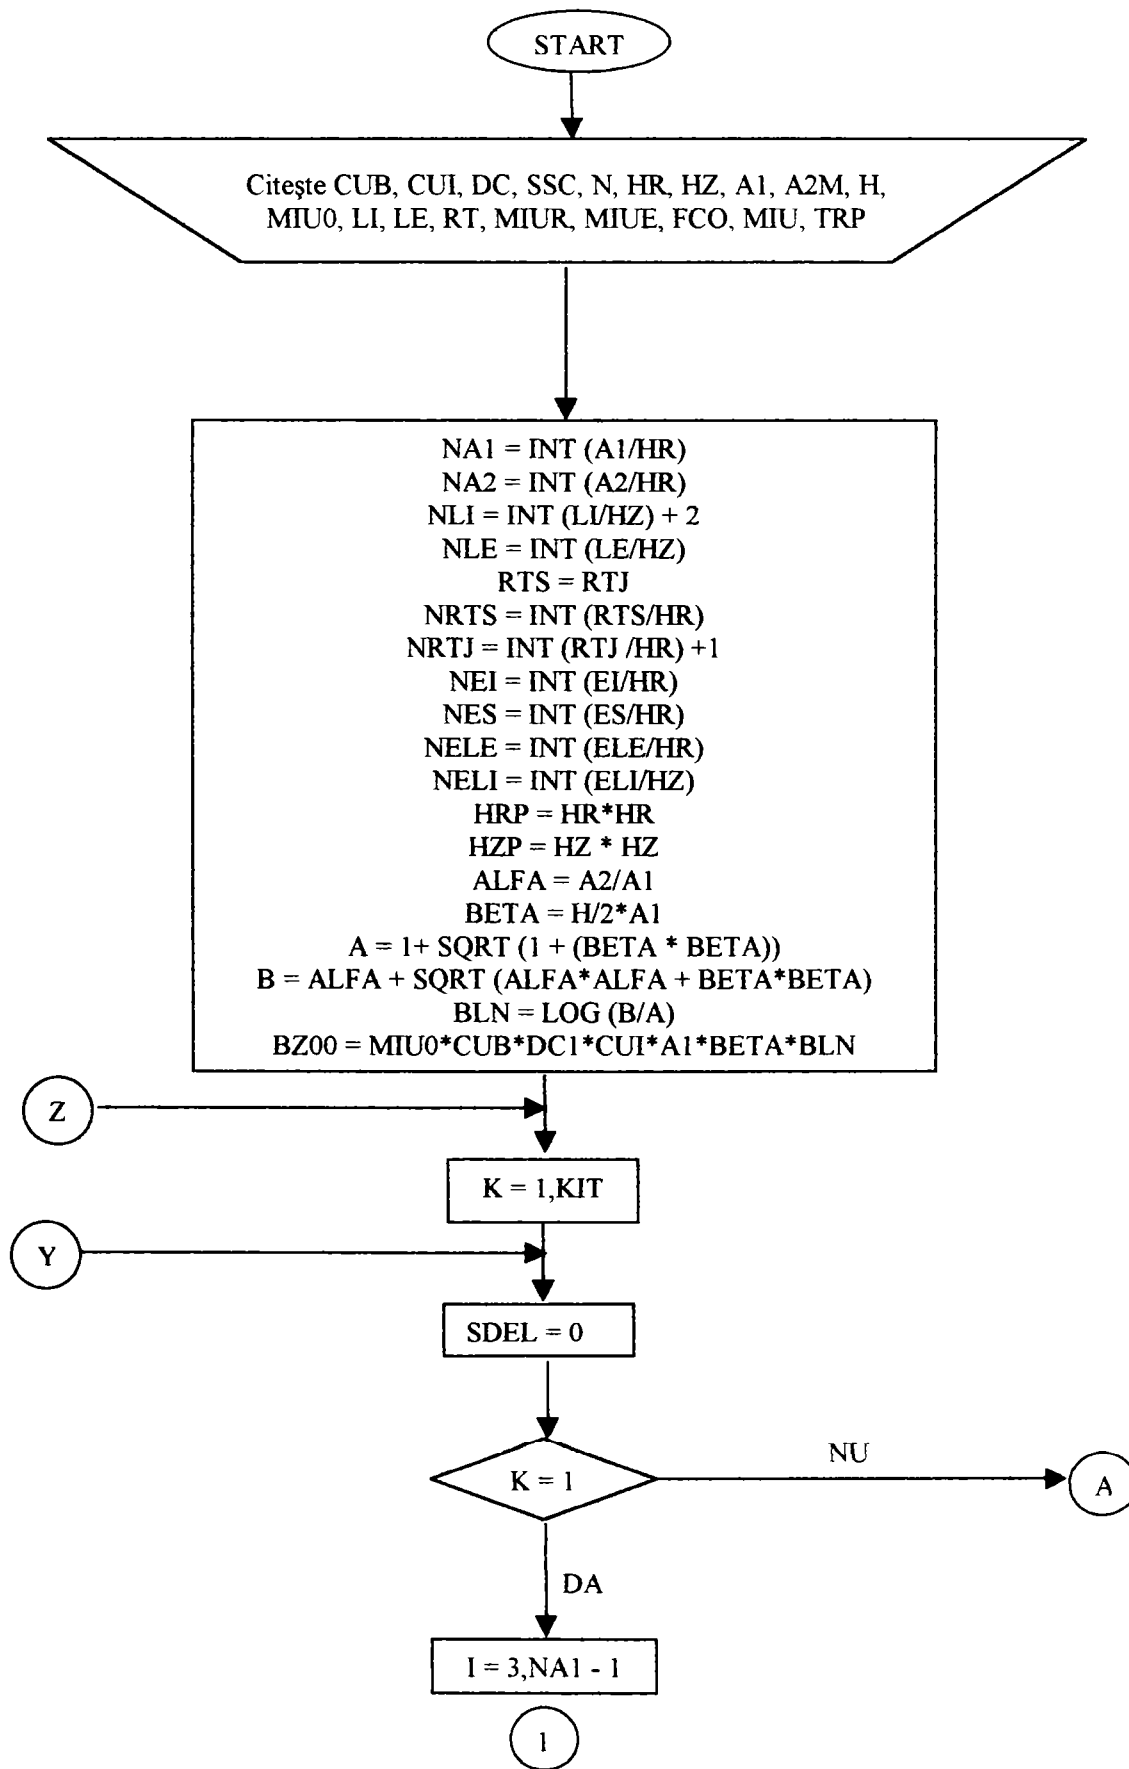 START
Citeşte CUB, CUI, DC, SSC, N, HR, HZ, A1, A2M, H,
MIU0, LI, LE, RT, MIUR, MIUE, FCO, MIU, TRP
NA1 = INT (A1/HR)
NA2 = INT (A2/HR)
NLI = INT (LI/HZ) + 2
NLE = INT (LE/HZ)
RTS = RTJ
NRTS = INT (RTS/HR)
NRTJ = INT (RTJ /HR) +1
NEI = INT (EI/HR)
NES = INT (ES/HR)
NELE = INT (ELE/HR)
NELI = INT (ELI/HZ)
HRP = HR*HR
HZP = HZ * HZ
ALFA = A2/A1
BETA = H/2*A1
A = 1+ SQRT (1 + (BETA * BETA))
B = ALFA + SQRT (ALFA*ALFA + BETA*BETA)
BLN = LOG (B/A)
BZ00 = MIU0*CUB*DC1*CUI*A1*BETA*BLN
Z
K = 1,KIT
Y
SDEL = 0
K = 1
NU
A
DA
I = 3,NA1 - 1
1